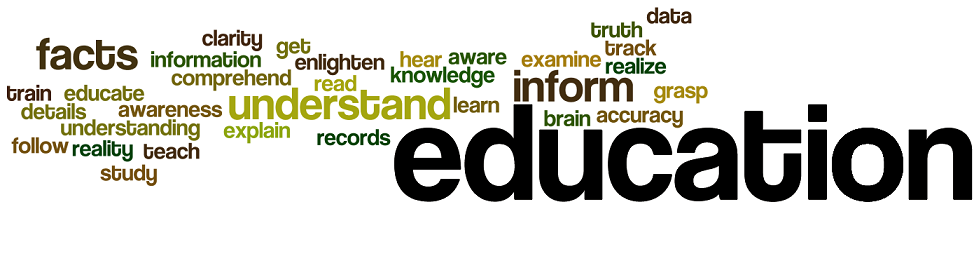 data
truth
clarity
get
track
facts
information
enlighten
hear
aware
examine
realize
comprehend
read
knowledge
inform
grasp
train
educate
details
awareness
understand
learn
brain
accuracy
understanding
explain
records
education
follow
reality
teach
study